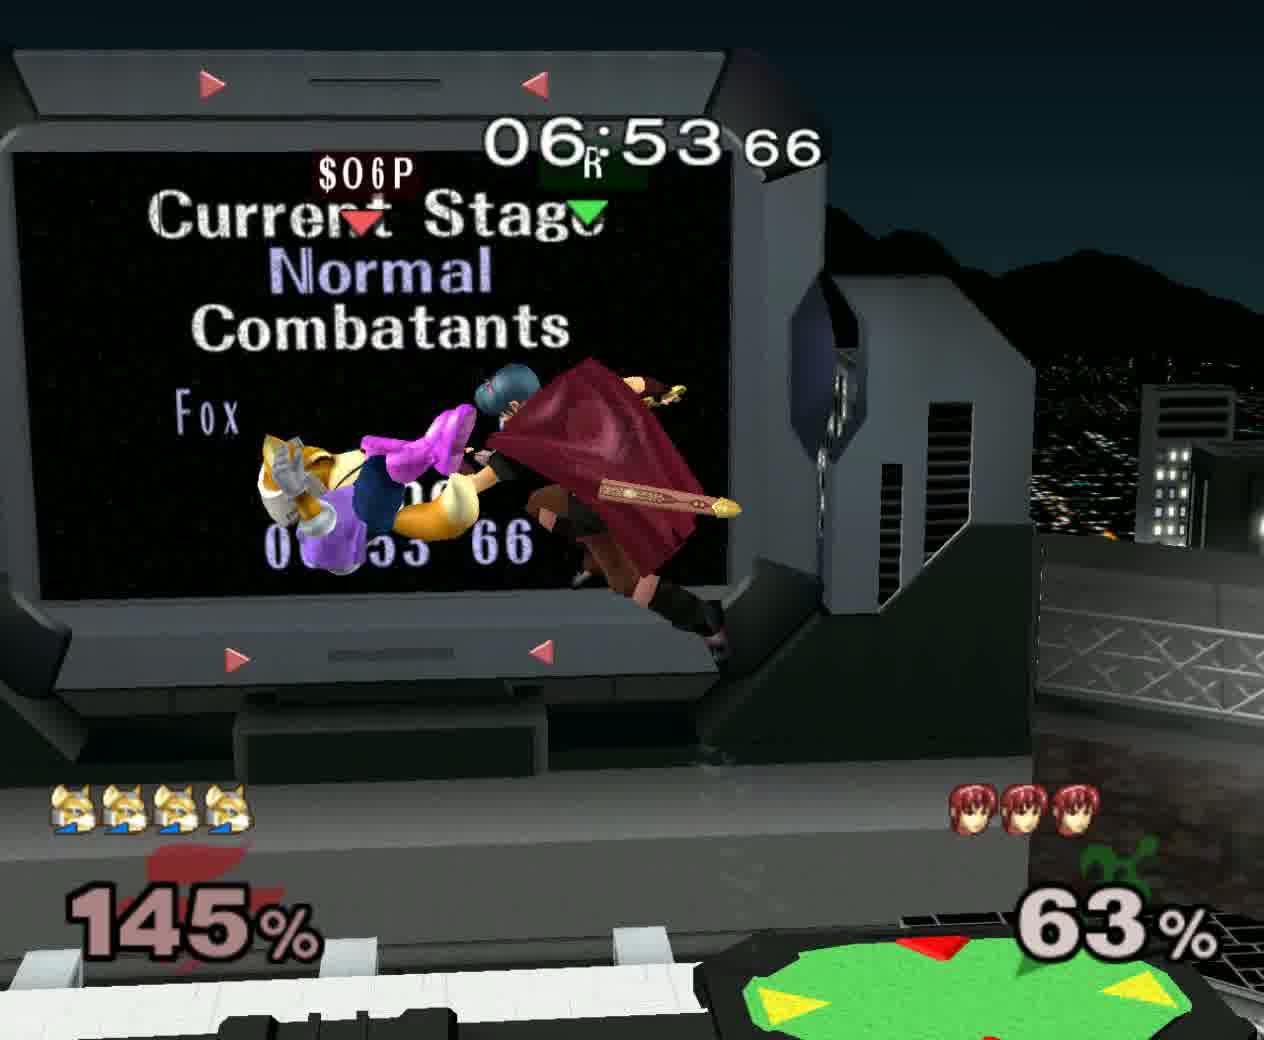 06:53 66
R
$06P
Current Stage
Normal
Combatants
Fox
66
145%
63%